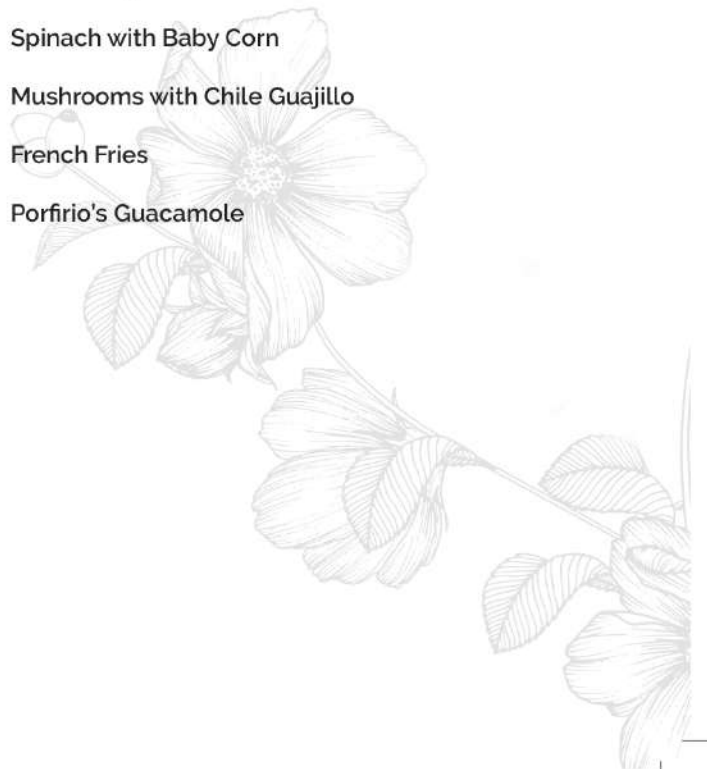 Spinach with Baby Corn
Mushrooms with Chile Guajillo
French Fries
Porfirio's Guacamole